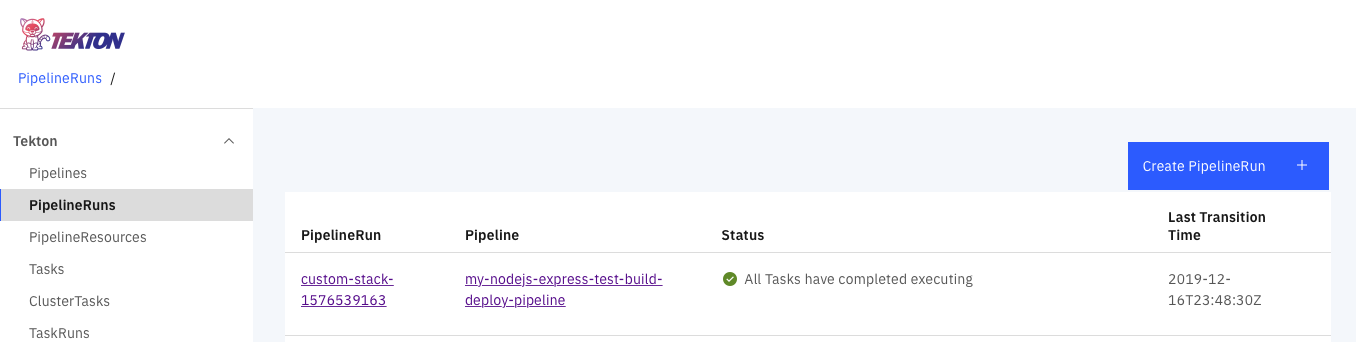 TEKTON
PipelineRuns /
Tekton
Pipelines
PipelineRuns
PipelineResources
Tasks
ClusterTasks
TaskRuns
Create PipelineRun +
PipelineRun
Pipeline
Status
Last Transition
Time
custom-stack-
1576539163
my-nodejs-express-test-build-
deploy-pipeline
All Tasks have completed executing
2019-12-
16T23:48:30Z